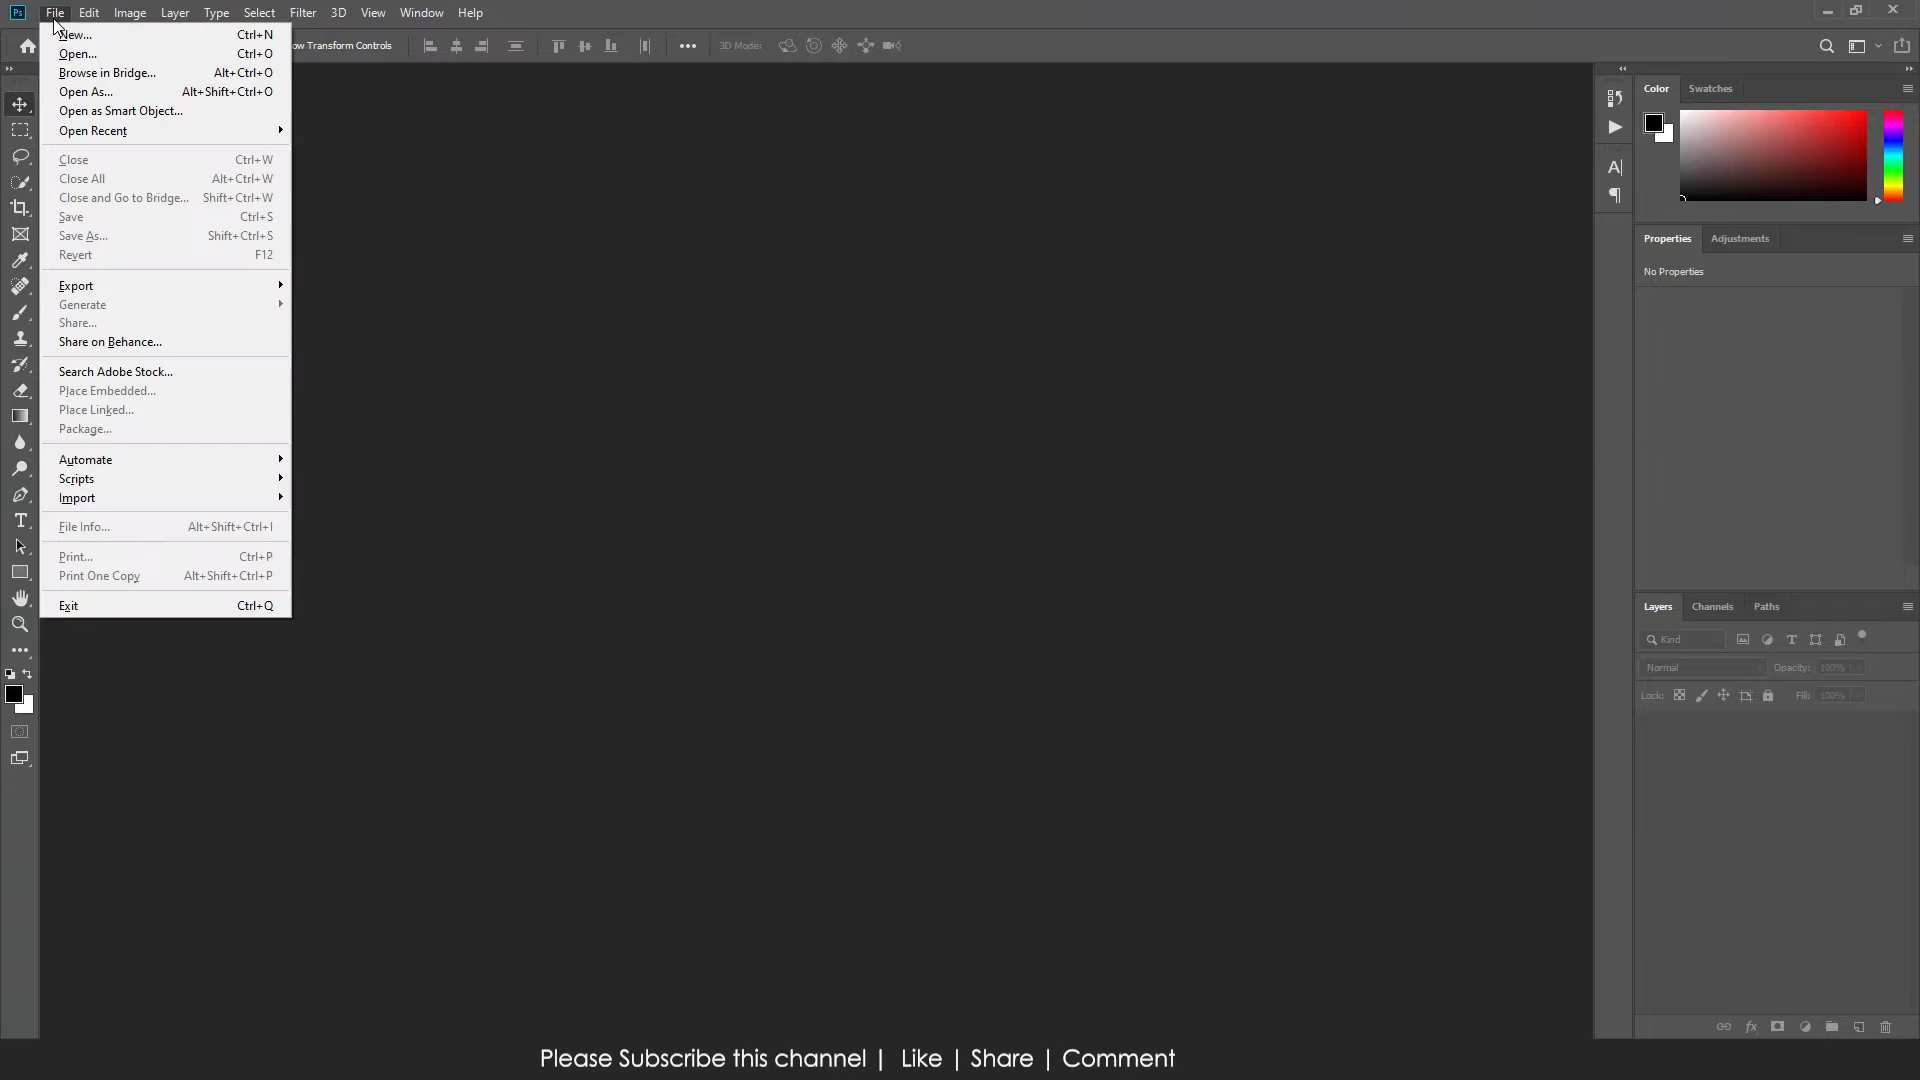 Ps File Edit Image Layer Type Select Filter 3D View Window Help
ow Transform Controls 3D Mode:
New... Ctrl+N
Open... Ctrl+O
Browse in Bridge... Alt+Ctrl+O
Open As... Alt+Shift+Ctrl+O
Open as Smart Object...
Open Recent
Close Ctrl+W
Close All Alt+Ctrl+W
Close and Go to Bridge... Shift+Ctrl+W
Save Ctrl+S
Save As... Shift+Ctrl+S
Revert F12
Export
Generate
Share...
Share on Behance...
Search Adobe Stock...
Place Embedded...
Place Linked...
Package...
Automate
Scripts
Import
File Info... Alt+Shift+Ctrl+I
Print... Ctrl+P
Print One Copy Alt+Shift+Ctrl+P
Exit Ctrl+Q
Color Swatches
Properties Adjustments
No Properties
Layers Channels Paths
Kind
Normal Opacity: 100%
Lock: Fill: 100%
Please Subscribe this channel | Like | Share | Comment